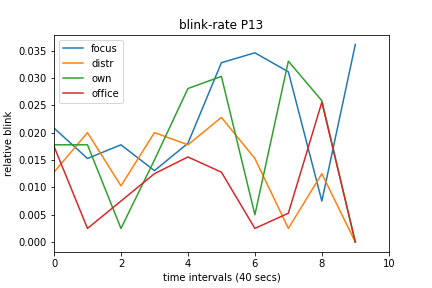 blink-rate P13
focus
distr
own
office
relative blink
0.035
0.030
0.025
0.020
0.015
0.010
0.005
0.000
0 2 4 6 8 10
time intervals (40 secs)